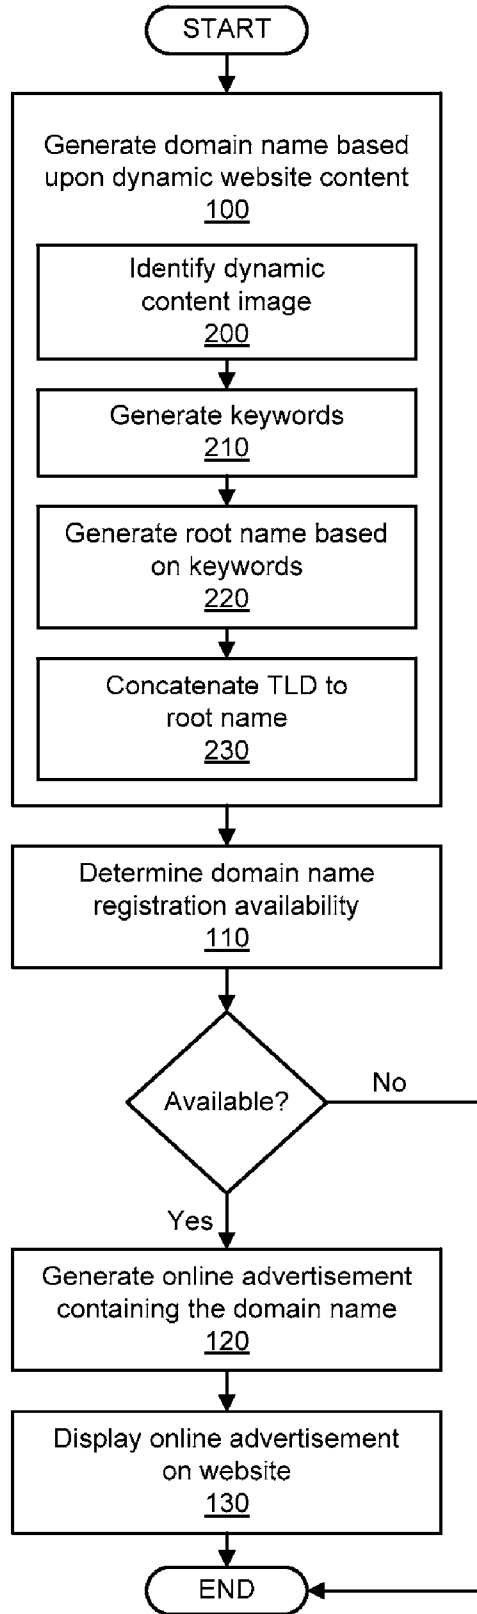 START
Generate domain name based
upon dynamic website content
100
Identify dynamic
content image
200
Generate keywords
210
Generate root name based
on keywords
220
Concatenate TLD to
root name
230
Determine domain name
registration availability
110
Available?
No
Yes
Generate online advertisement
containing the domain name
120
Display online advertisement
on website
130
END